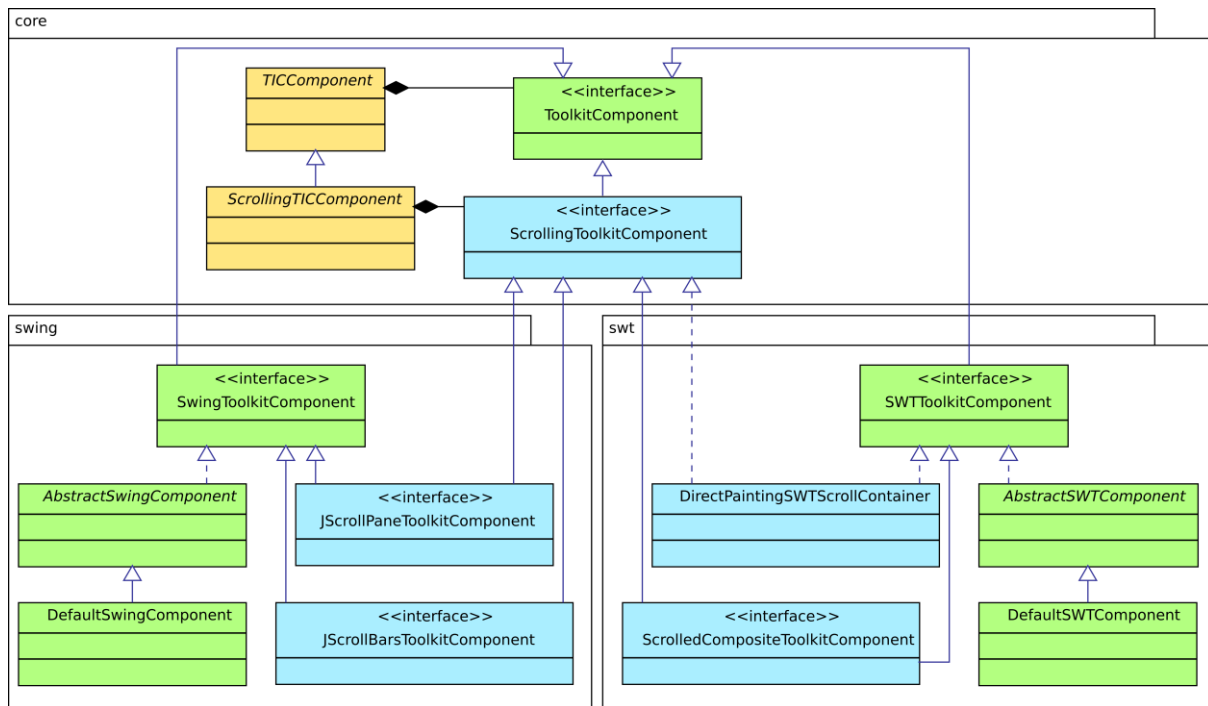 core
TICComponent
<<interface>>
ToolkitComponent
ScrollingTICComponent
<<interface>>
ScrollingToolkitComponent
swing
<<interface>>
SwingToolkitComponent
AbstractSwingComponent
<<interface>>
JScrollPaneToolkitComponent
DefaultSwingComponent
<<interface>>
JScrollBarsToolkitComponent
swt
<<interface>>
SWTToolkitComponent
DirectPaintingSWTScrollContainer
AbstractSWTComponent
<<interface>>
ScrolledCompositeToolkitComponent
DefaultSWTComponent